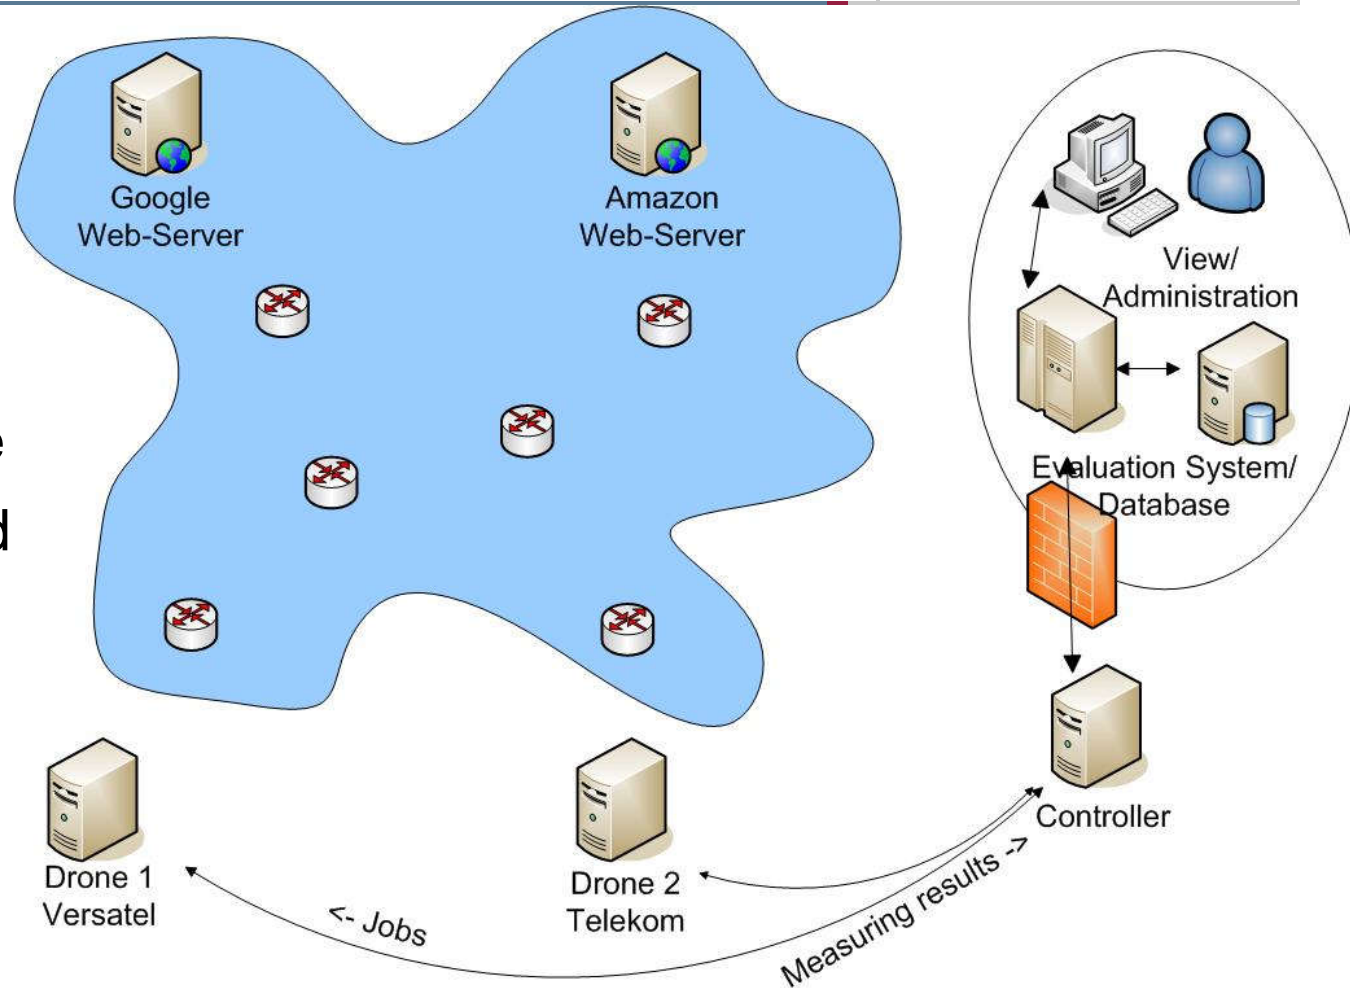 Google
Web-Server
Amazon
Web-Server
View/
Administration
Evaluation System/
Database
Controller
Drone 1
Versatel
Drone 2
Telekom
<- Jobs
Measuring results ->